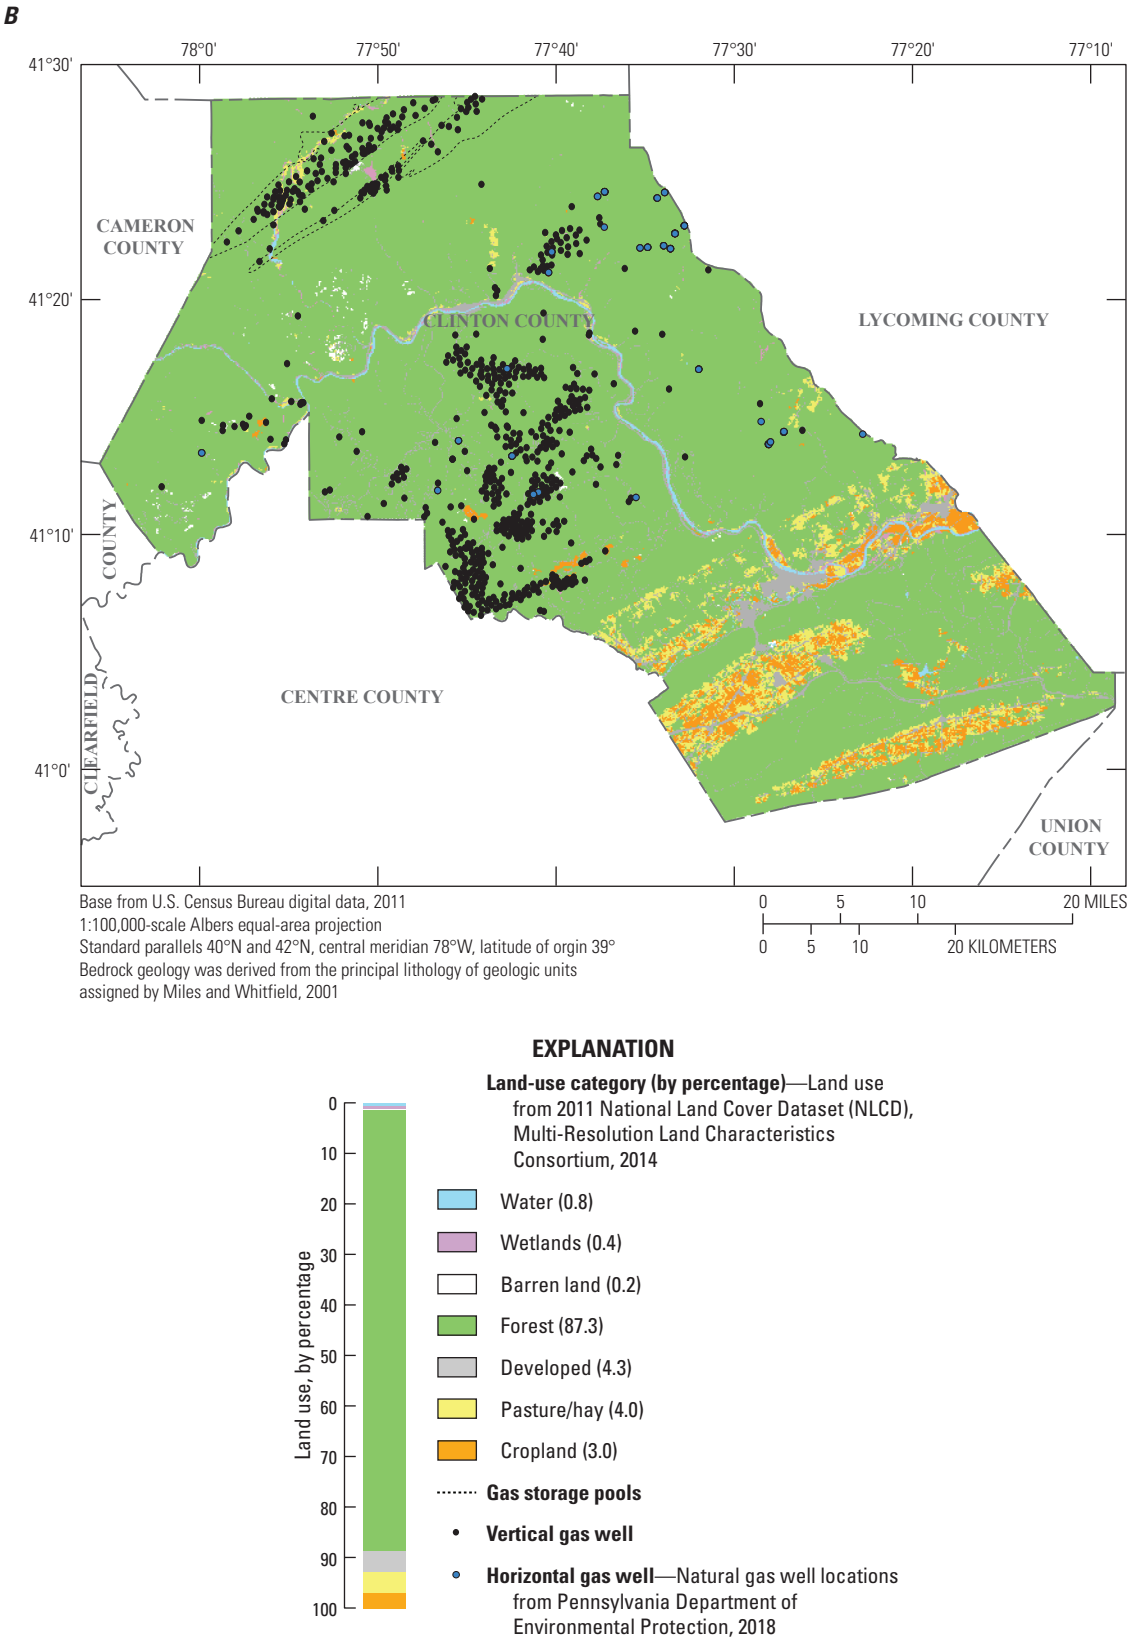 B
78°0' 77°50' 77°40' 77°30' 77°20' 77°10'
41°30'
CAMERON
COUNTY
41°20'
CLINTON COUNTY
LYCOMING COUNTY
41°10'
COUNTY
CENTRE COUNTY
CLEARFIELD
41°0'
UNION
COUNTY
Base from U.S. Census Bureau digital data, 2011
1:100,000-scale Albers equal-area projection
Standard parallels 40°N and 42°N, central meridian 78°W, latitude of orgin 39°
Bedrock geology was derived from the principal lithology of geologic units
assigned by Miles and Whitfield, 2001
0 5 10 20 MILES
0 5 10 20 KILOMETERS
EXPLANATION
Land-use category (by percentage)—Land use
from 2011 National Land Cover Dataset (NLCD),
Multi-Resolution Land Characteristics
Consortium, 2014
Land use, by percentage
0
10
20
30
40
50
60
70
80
90
100
Water (0.8)
Wetlands (0.4)
Barren land (0.2)
Forest (87.3)
Developed (4.3)
Pasture/hay (4.0)
Cropland (3.0)
Gas storage pools
Vertical gas well
Horizontal gas well—Natural gas well locations
from Pennsylvania Department of
Environmental Protection, 2018